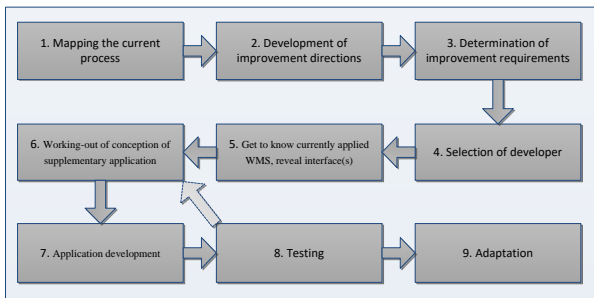 1. Mapping the current
process
2. Development of
improvement directions
3. Determination of
improvement requirements
4. Selection of developer
5. Get to know currently applied
WMS, reveal interface(s)
6. Working-out of conception of
supplementary application
7. Application development
8. Testing
9. Adaptation